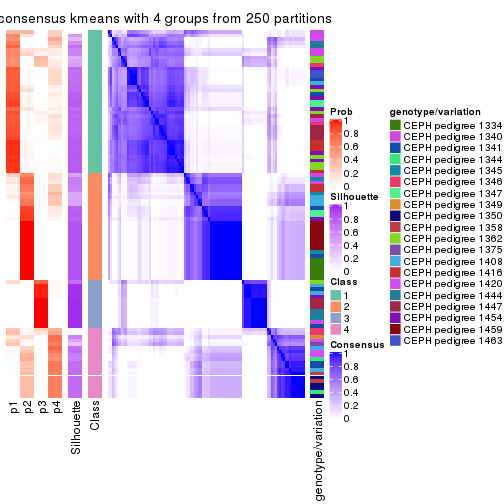 consensus kmeans with 4 groups from 250 partitions
p1
p2
p3
p4
Silhouette
Class
genotype/variation
Prob
1
0.8
0.6
0.4
0.2
0
Silhouette
1
0.8
0.6
0.4
0.2
0
Class
1
2
3
4
Consensus
1
0.8
0.6
0.4
0.2
0
genotype/variation
CEPH pedigree 1334
CEPH pedigree 1340
CEPH pedigree 1341
CEPH pedigree 1344
CEPH pedigree 1345
CEPH pedigree 1346
CEPH pedigree 1347
CEPH pedigree 1349
CEPH pedigree 1350
CEPH pedigree 1358
CEPH pedigree 1362
CEPH pedigree 1375
CEPH pedigree 1408
CEPH pedigree 1416
CEPH pedigree 1420
CEPH pedigree 1444
CEPH pedigree 1447
CEPH pedigree 1454
CEPH pedigree 1459
CEPH pedigree 1463